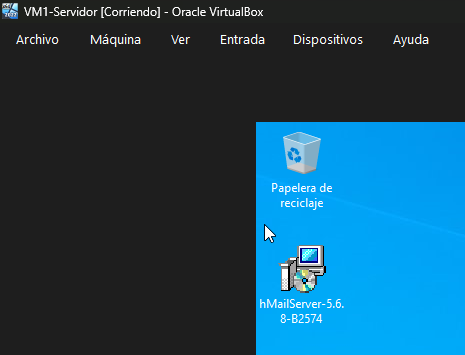 VM1-Servidor [Corriendo] - Oracle VirtualBox
Archivo Máquina Ver Entrada Dispositivos Ayuda
Papelera de
reciclaje
hMailServer-5.6.
8-B2574